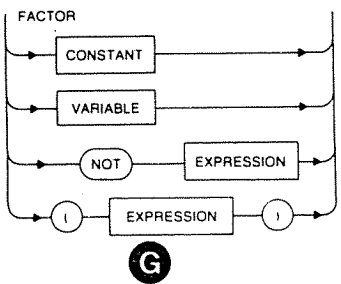 FACTOR
CONSTANT
VARIABLE
NOT EXPRESSION
( EXPRESSION )
G